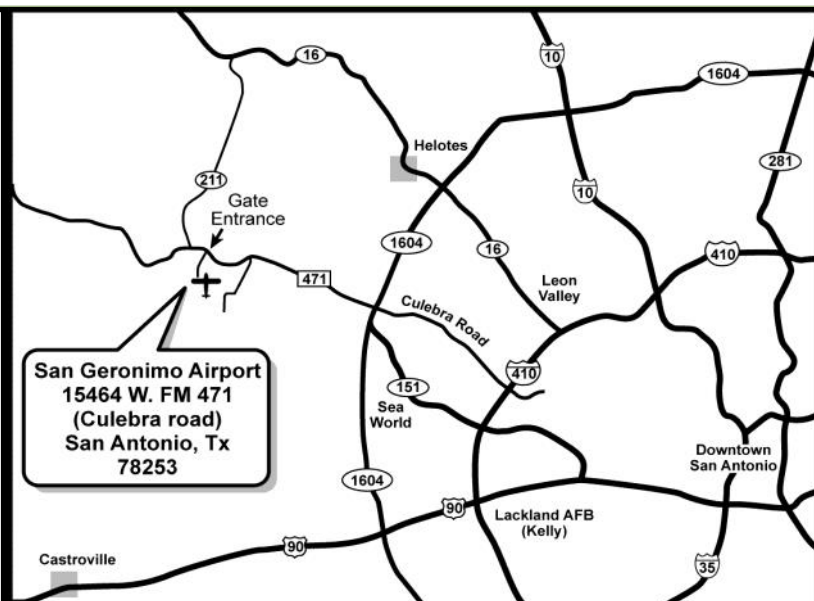 16
10
1604
Helotes
281
211
Gate
Entrance
10
1604
16
410
Leon
Valley
471
Culebra Road
San Geronimo Airport
15464 W. FM 471
(Culebra road)
San Antonio, Tx
78253
410
151
Sea
World
Downtown
San Antonio
1604
90
Lackland AFB
(Kelly)
90
Castroville
35